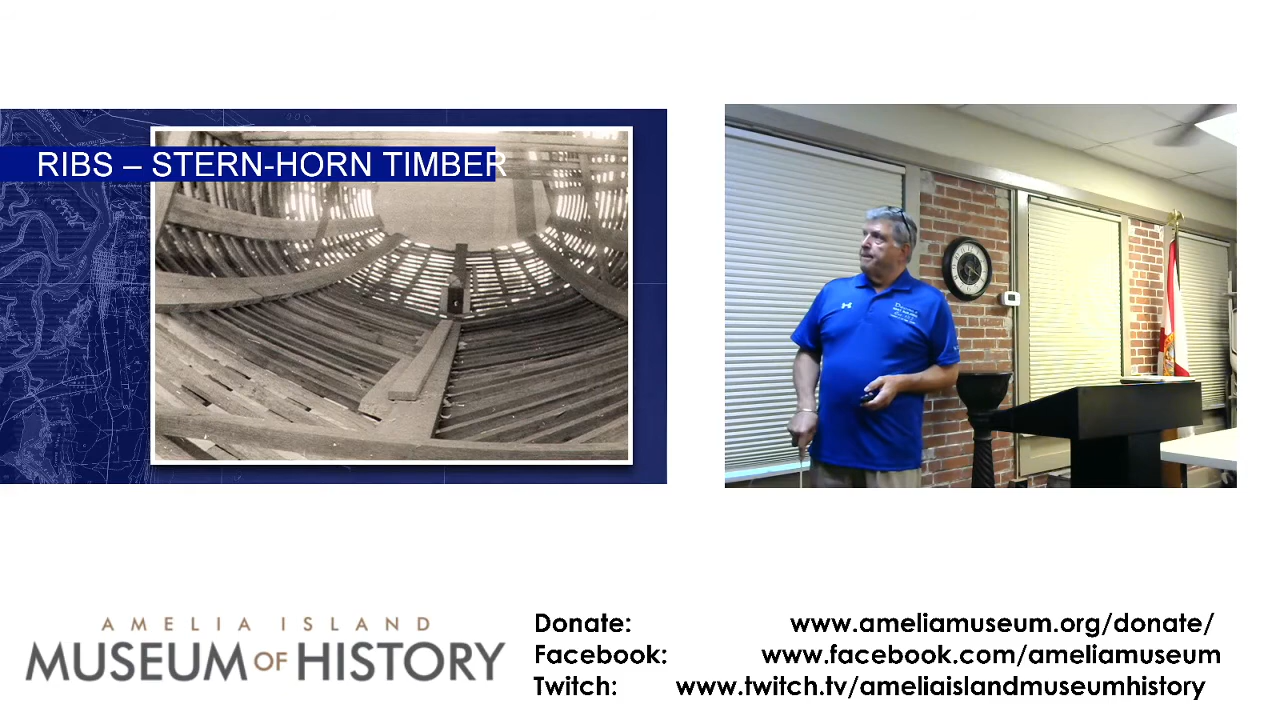 RIBS – STERN-HORN TIMBER
AMELIA ISLAND
MUSEUM OF HISTORY
Donate: www.ameliamuseum.org/donate/
Facebook: www.facebook.com/ameliamuseum
Twitch: www.twitch.tv/ameliaislandmuseumhistory